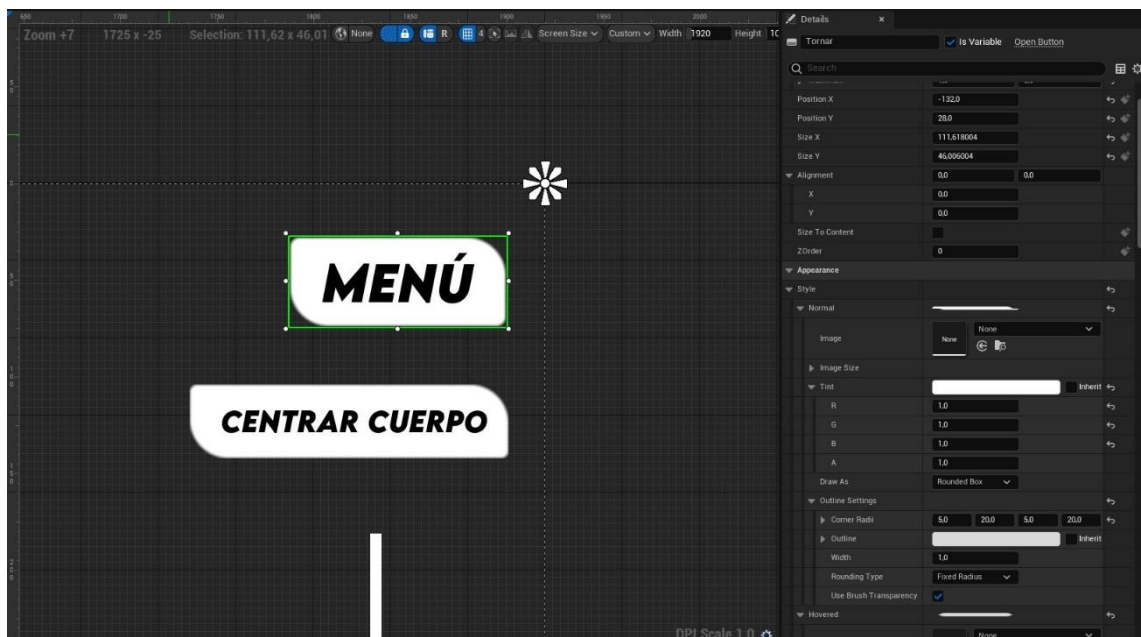 650 1700 1750 1800 1850 1900 1950 2000
Zoom +7 1725 x -25 Selection: 111,62 x 46,01 None R 4 Screen Size Custom Width 1920 Height 10
MENÚ
CENTRAR CUERPO
DPI Scale 1.0
Details ×
Tornar Is Variable Open Button
Search
Position X -132,0
Position Y 28,0
Size X 111,618004
Size Y 46,006004
Alignment 0,0 0,0
X 0,0
Y 0,0
Size To Content
ZOrder 0
Appearance
Style
Normal
Image None None
Image Size
Tint Inherit
R 1,0
G 1,0
B 1,0
A 1,0
Draw As Rounded Box
Outline Settings
Corner Radii 5,0 20,0 5,0 20,0
Outline Inherit
Width 1,0
Rounding Type Fixed Radius
Use Brush Transparency
Hovered
None